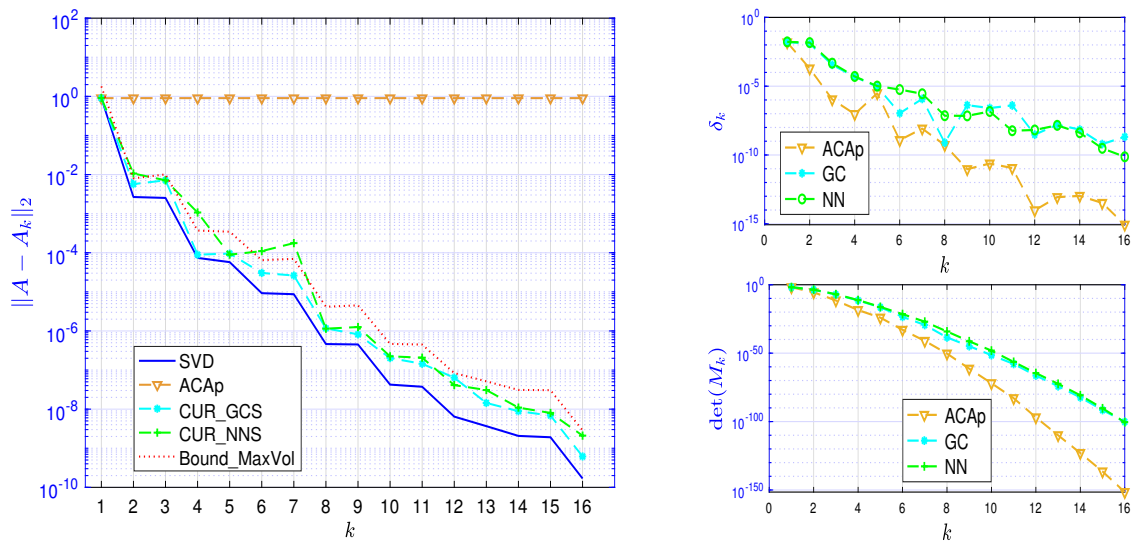 10^2
10^0
10^-2
10^-4
10^-6
10^-8
10^-10
||A − A_k||_2
SVD
ACAp
CUR_GCS
CUR_NNS
Bound_MaxVol
1 2 3 4 5 6 7 8 9 10 11 12 13 14 15 16
k
10^0
10^-5
10^-10
10^-15
δ_k
ACAp
GC
NN
0 2 4 6 8 10 12 14 16
k
10^0
10^-50
10^-100
10^-150
det(M_k)
ACAp
GC
NN
0 2 4 6 8 10 12 14 16
k